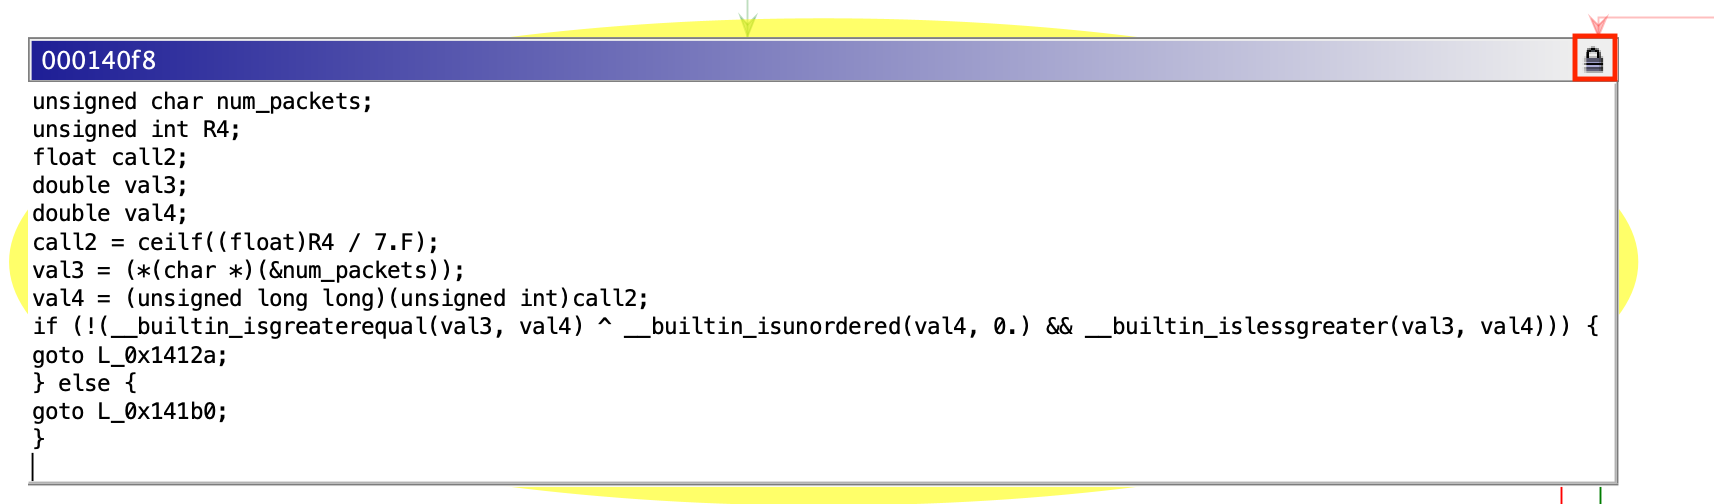 000140f8
unsigned char num_packets;
unsigned int R4;
float call2;
double val3;
double val4;
call2 = ceilf((float)R4 / 7.F);
val3 = (*(char *)(&num_packets));
val4 = (unsigned long long)(unsigned int)call2;
if (!(__builtin_isgreaterequal(val3, val4) ^ __builtin_isunordered(val4, 0.) && __builtin_islessgreater(val3, val4))) {
goto L_0x1412a;
} else {
goto L_0x141b0;
}